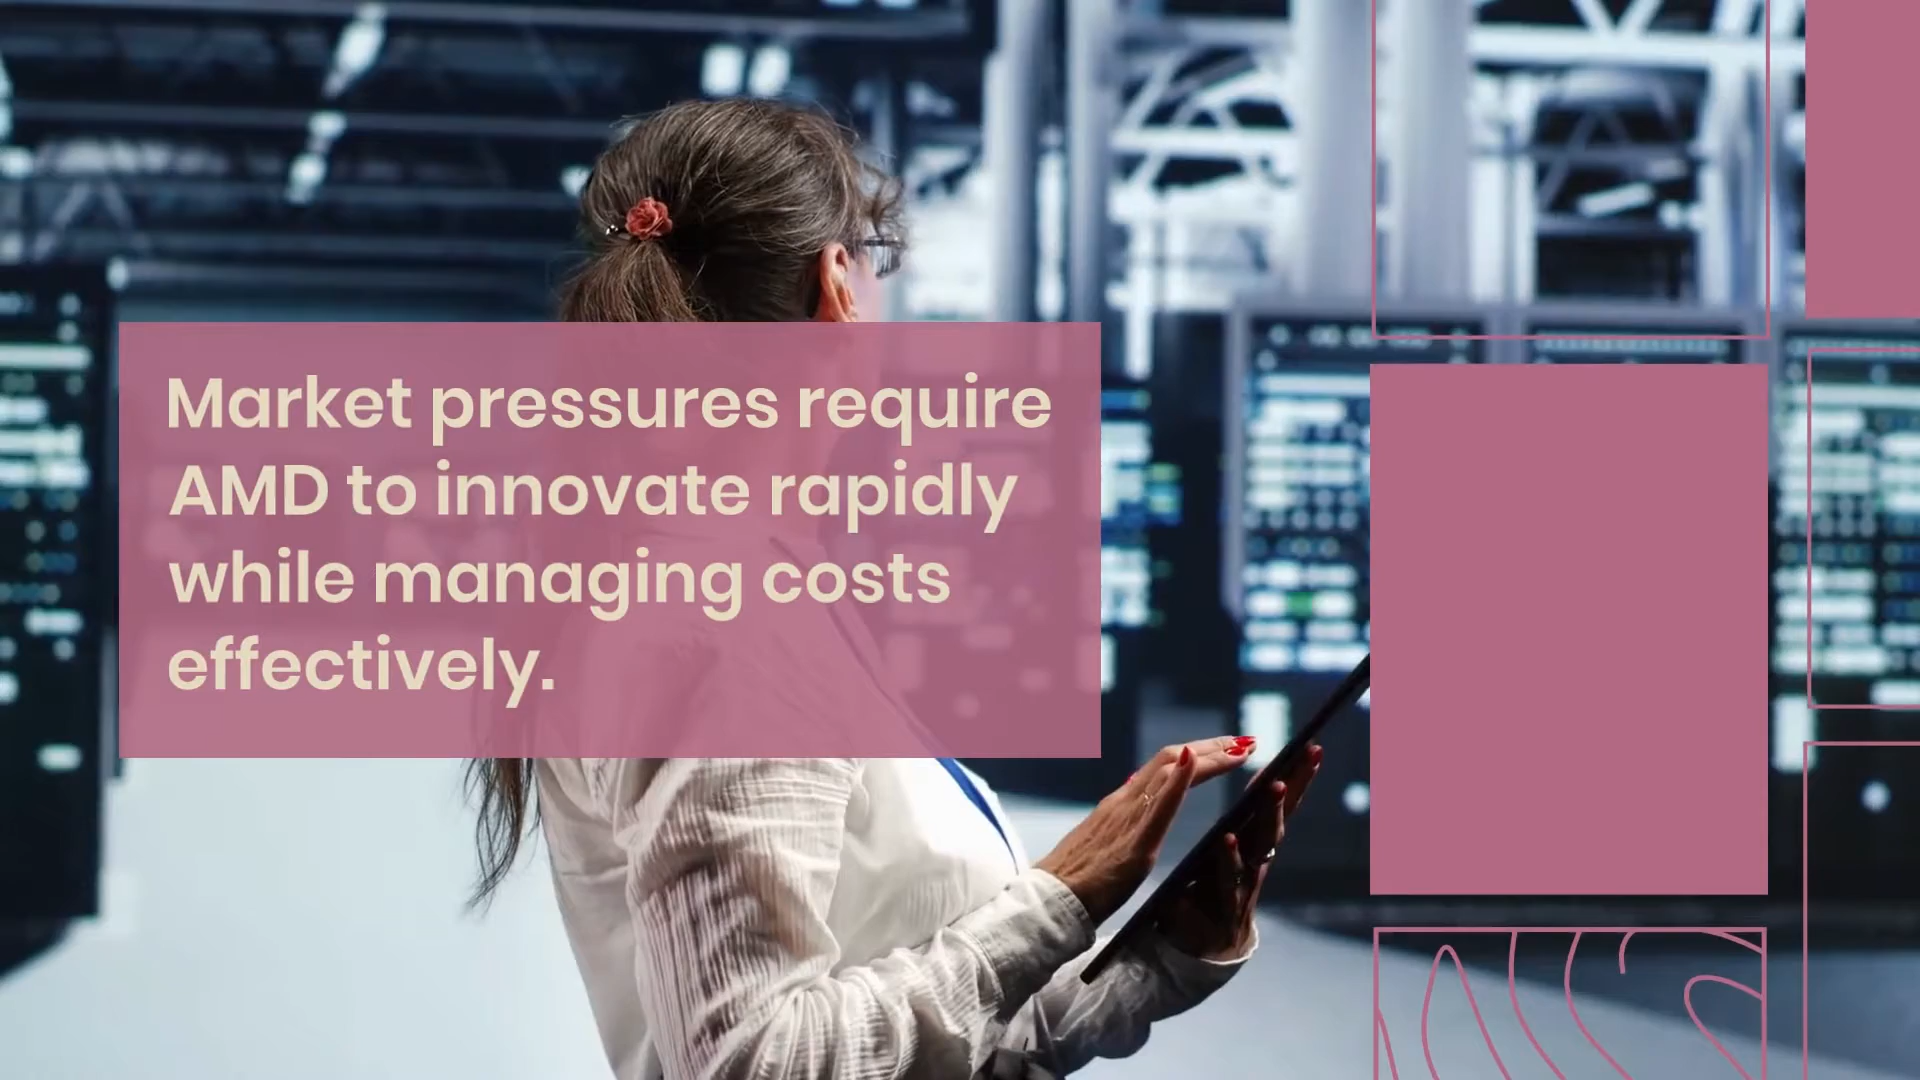 Market pressures require
AMD to innovate rapidly
while managing costs
effectively.